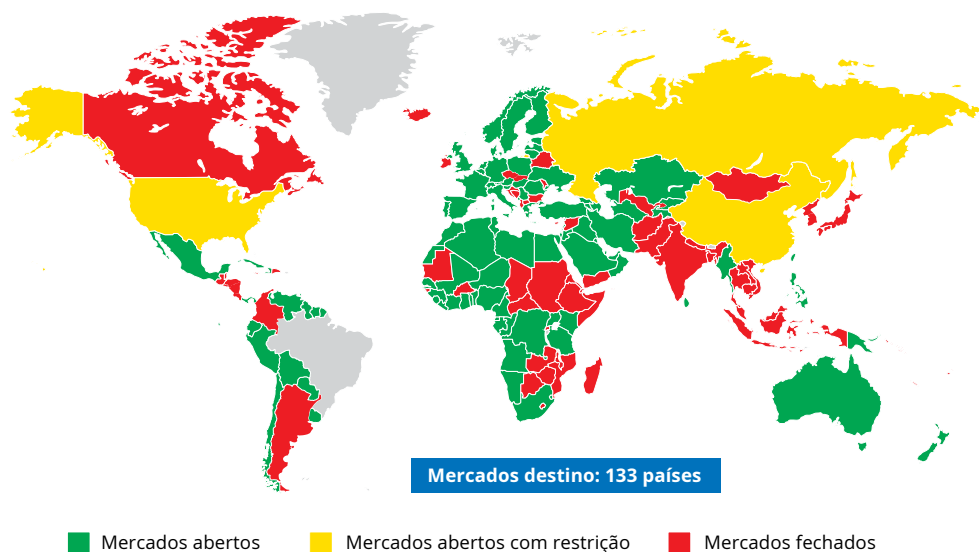 Mercados destino: 133 países
Mercados abertos
Mercados abertos com restrição
Mercados fechados